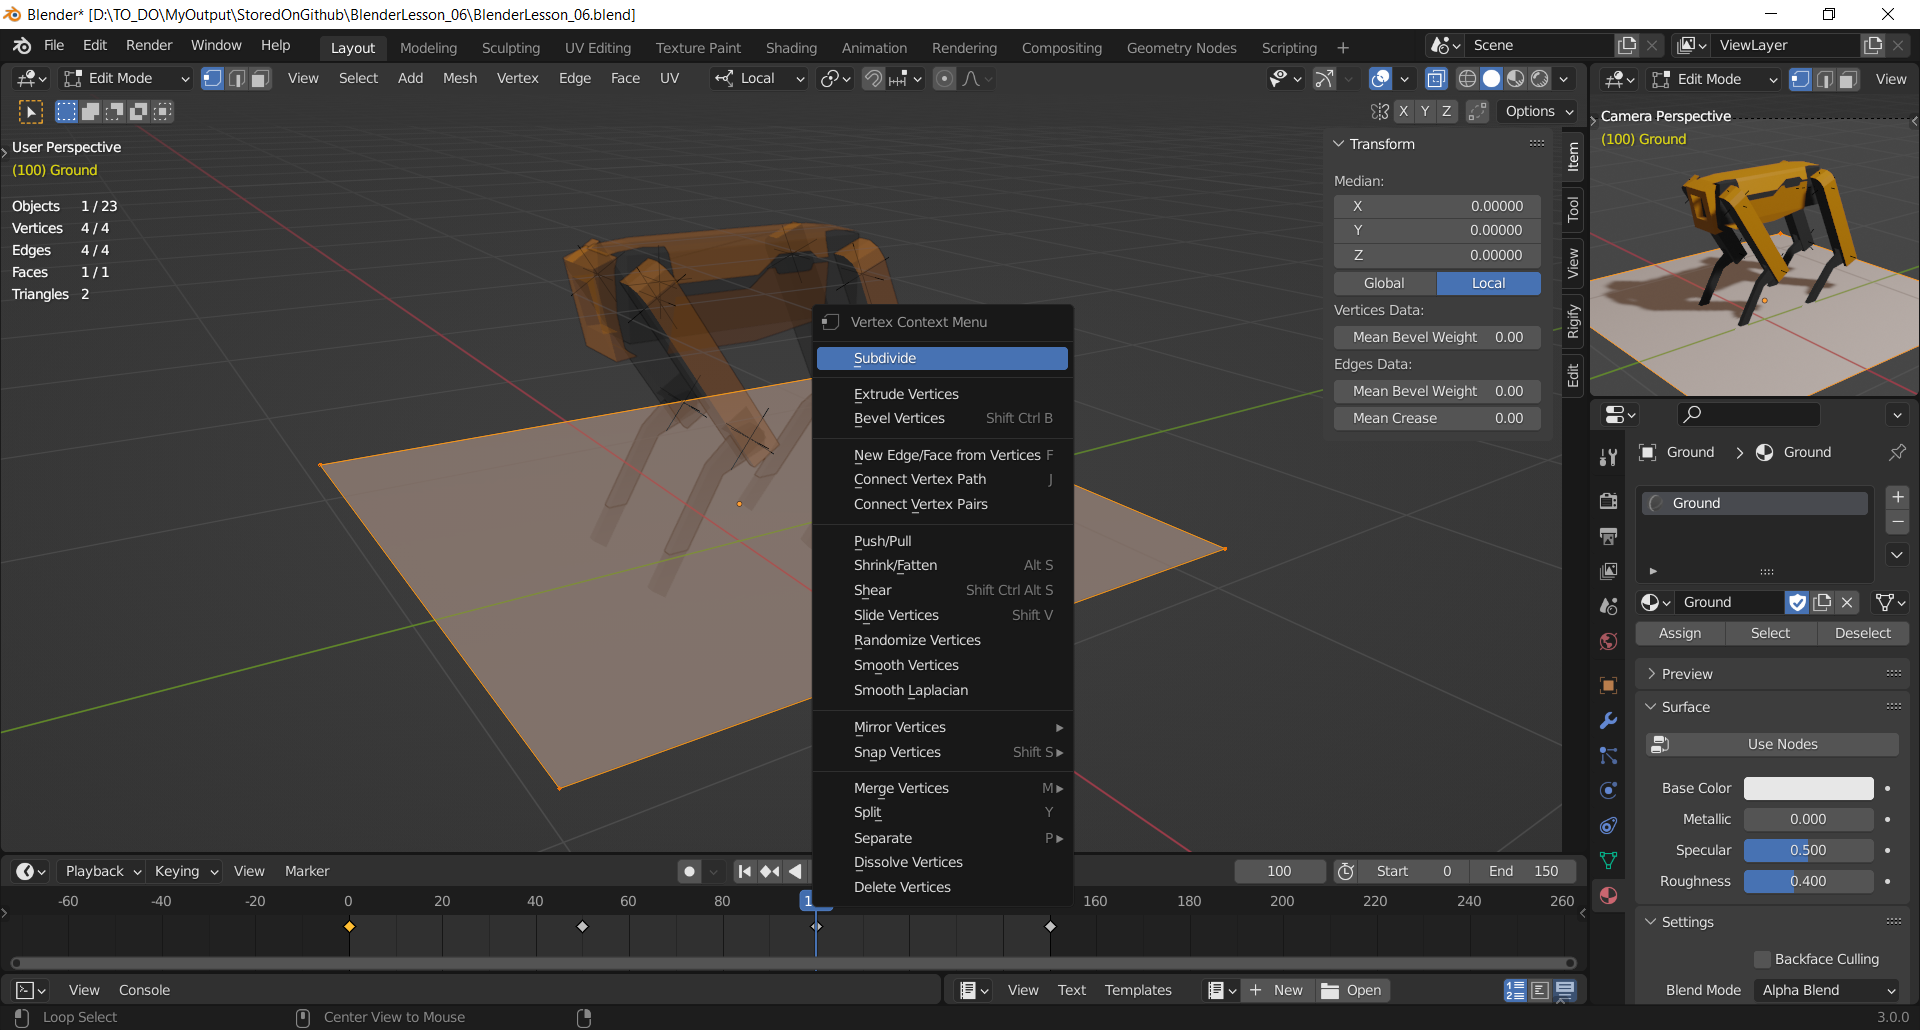 Blender* [D:\TO_DO\MyOutput\StoredOnGithub\BlenderLesson_06\BlenderLesson_06.blend]
File Edit Render Window Help Layout Modeling Sculpting UV Editing Texture Paint Shading Animation Rendering Compositing Geometry Nodes Scripting + Scene ViewLayer
Edit Mode View Select Add Mesh Vertex Edge Face UV Local
Edit Mode View
X Y Z Options
User Perspective
(100) Ground
Objects 1 / 23
Vertices 4 / 4
Edges 4 / 4
Faces 1 / 1
Triangles 2
Transform
Median:
X 0.00000
Y 0.00000
Z 0.00000
Global Local
Vertices Data:
Mean Bevel Weight 0.00
Edges Data:
Mean Bevel Weight 0.00
Mean Crease 0.00
Item
Tool
View
Rigify
Edit
Camera Perspective
(100) Ground
Vertex Context Menu
Subdivide
Extrude Vertices
Bevel Vertices Shift Ctrl B
New Edge/Face from Vertices F
Connect Vertex Path J
Connect Vertex Pairs
Push/Pull
Shrink/Fatten Alt S
Shear Shift Ctrl Alt S
Slide Vertices Shift V
Randomize Vertices
Smooth Vertices
Smooth Laplacian
Mirror Vertices
Snap Vertices Shift S
Merge Vertices M
Split Y
Separate P
Dissolve Vertices
Delete Vertices
Ground > Ground
Ground
Ground
Assign Select Deselect
Preview
Surface
Use Nodes
Base Color
Metallic 0.000
Specular 0.500
Roughness 0.400
Settings
Backface Culling
Blend Mode Alpha Blend
Playback Keying View Marker 100 Start 0 End 150
-60 -40 -20 0 20 40 60 80 160 180 200 220 240 260
View Console
View Text Templates + New Open
Loop Select Center View to Mouse 3.0.0